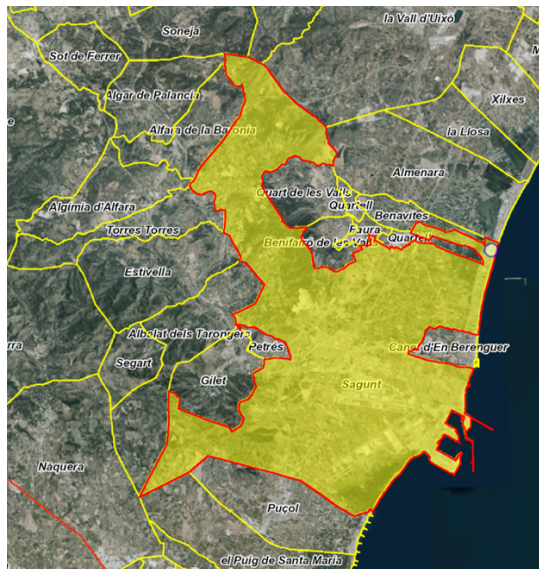 la Vall d'Uixó
Soneja
Sot de Ferrer
Algar de Palancia
Xilxes
Alfara de la Baronia
la Llosa
Almenara
Quart de les Valls
Quartell
Algímia d'Alfara
Benavites
Torres Torres
Faura
Quartell
Benifairó de les Valls
Estivella
Albalat dels Tarongers
Petrés
Canet d'En Berenguer
Segart
Gilet
Sagunt
Nàquera
Puçol
el Puig de Santa Maria